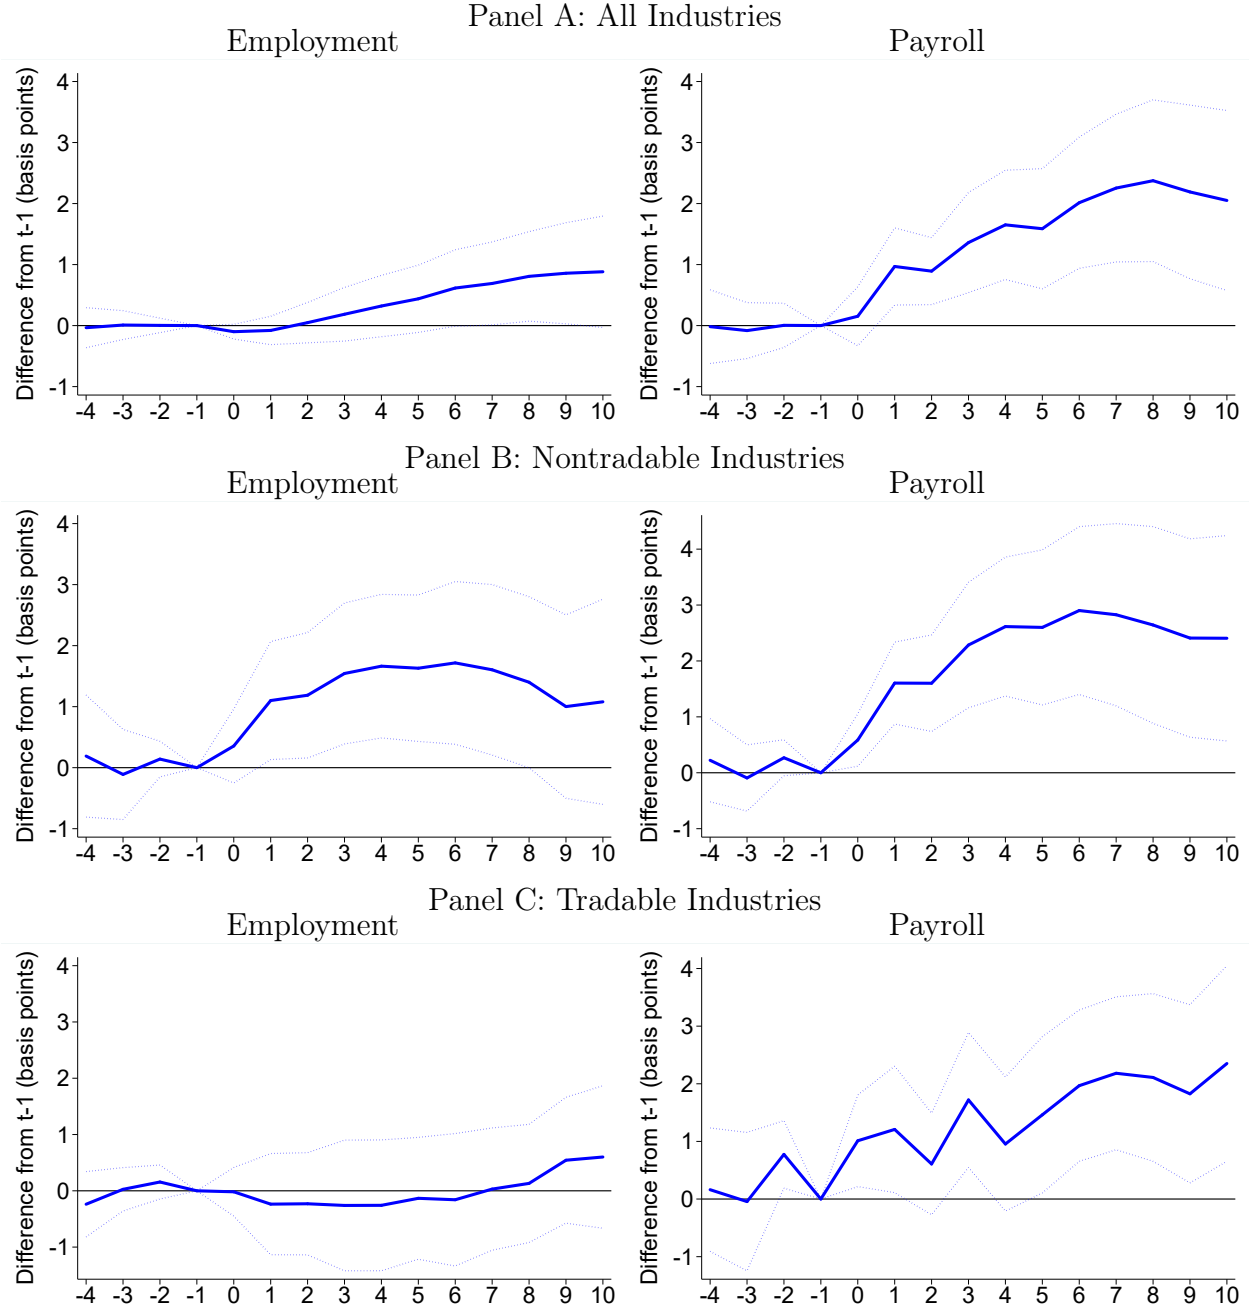 Panel A: All Industries
Employment
Payroll
Difference from t-1 (basis points)
4
3
2
1
0
-1
-4 -3 -2 -1 0 1 2 3 4 5 6 7 8 9 10
Difference from t-1 (basis points)
4
3
2
1
0
-1
-4 -3 -2 -1 0 1 2 3 4 5 6 7 8 9 10
Panel B: Nontradable Industries
Employment
Payroll
Difference from t-1 (basis points)
4
3
2
1
0
-1
-4 -3 -2 -1 0 1 2 3 4 5 6 7 8 9 10
Difference from t-1 (basis points)
4
3
2
1
0
-1
-4 -3 -2 -1 0 1 2 3 4 5 6 7 8 9 10
Panel C: Tradable Industries
Employment
Payroll
Difference from t-1 (basis points)
4
3
2
1
0
-1
-4 -3 -2 -1 0 1 2 3 4 5 6 7 8 9 10
Difference from t-1 (basis points)
4
3
2
1
0
-1
-4 -3 -2 -1 0 1 2 3 4 5 6 7 8 9 10